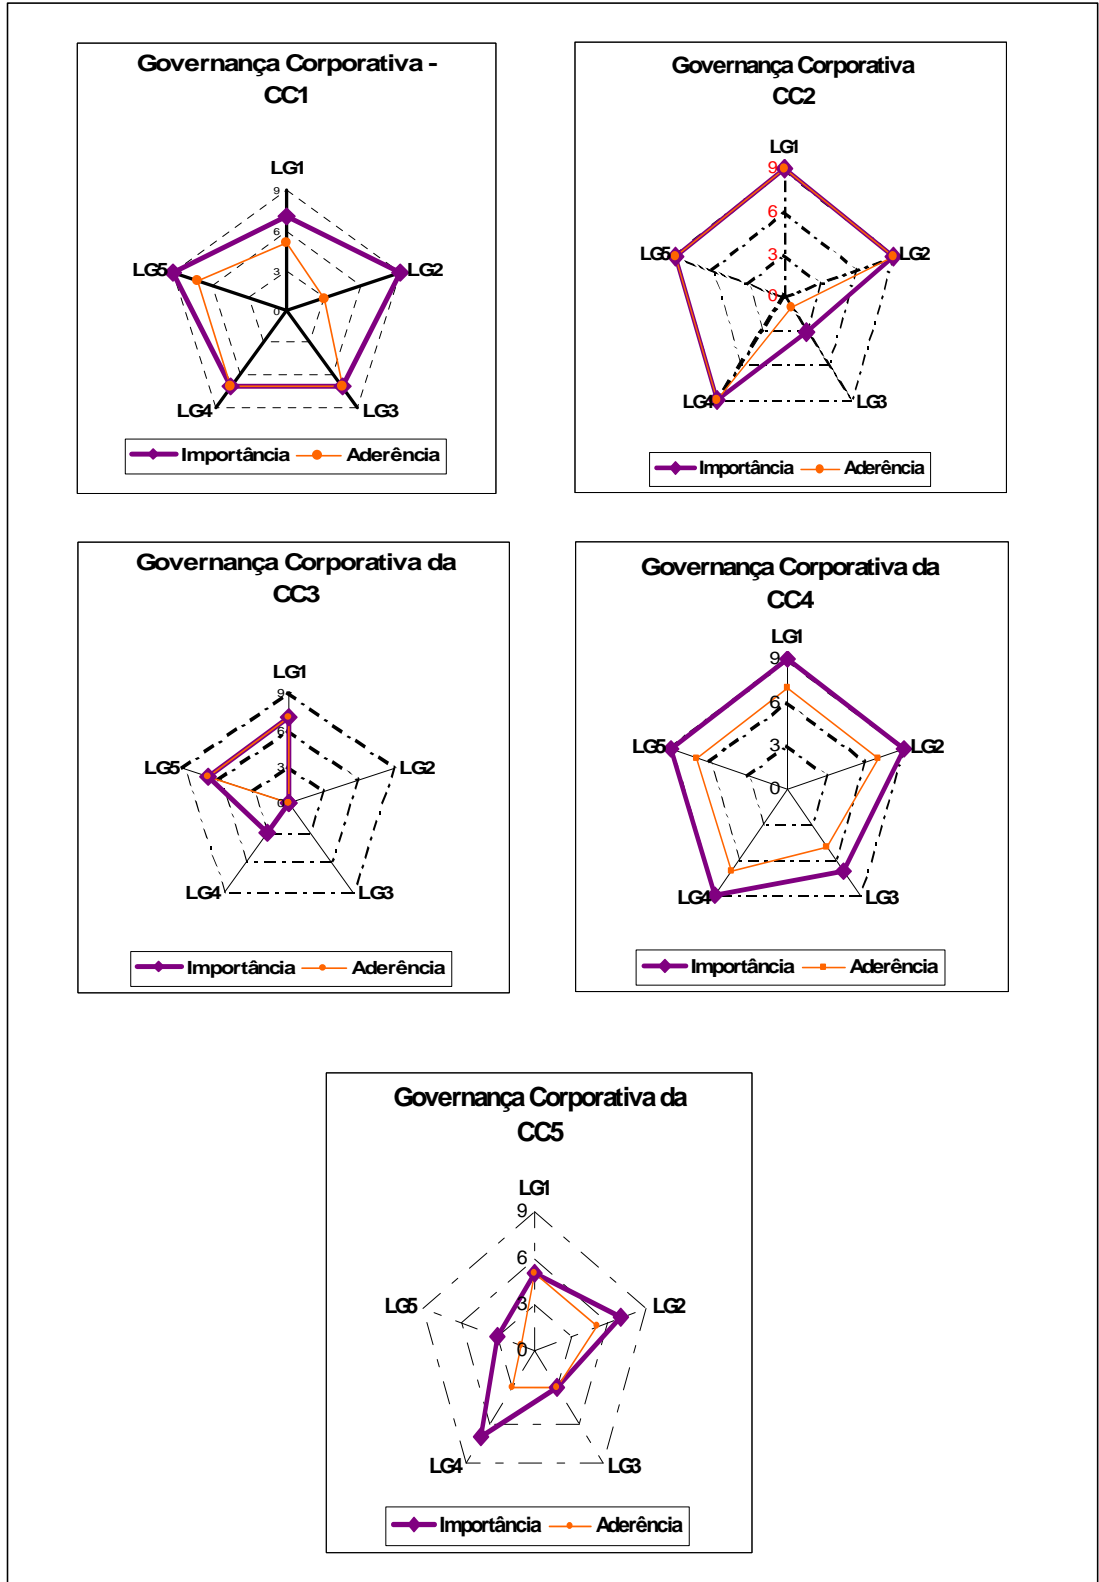 Governança Corporativa -
CC1
LG1
9
6
3
0
LG5
LG2
LG4
LG3
Importância
Aderência
Governança Corporativa
CC2
LG1
9
6
3
0
LG5
LG2
LG4
LG3
Importância
Aderência
Governança Corporativa da
CC3
LG1
9
6
3
0
LG5
LG2
LG4
LG3
Importância
Aderência
Governança Corporativa da
CC4
LG1
9
6
3
0
LG5
LG2
LG4
LG3
Importância
Aderência
Governança Corporativa da
CC5
LG1
9
6
3
0
LG5
LG2
LG4
LG3
Importância
Aderência